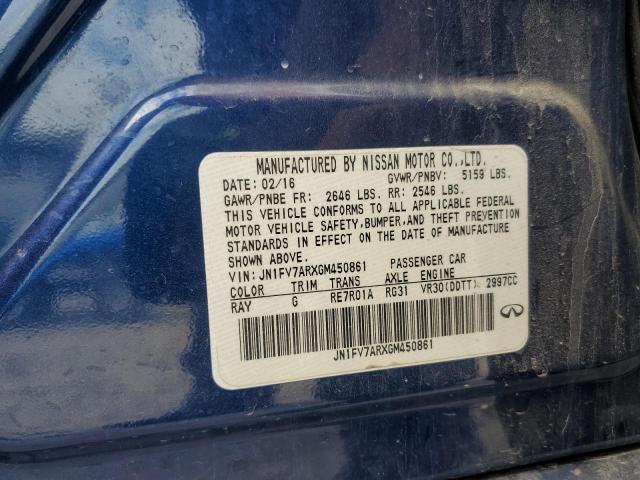 MANUFACTURED BY NISSAN MOTOR CO.,LTD.
DATE: 02/16 GVWR/PNBV: 5159 LBS.
GAWR/PNBE FR: 2646 LBS. RR: 2546 LBS.
THIS VEHICLE CONFORMS TO ALL APPLICABLE FEDERAL
MOTOR VEHICLE SAFETY,BUMPER,AND THEFT PREVENTION
STANDARDS IN EFFECT ON THE DATE OF MANUFACTURE
SHOWN ABOVE.
VIN: JN1FV7ARXGM450861 PASSENGER CAR
COLOR TRIM TRANS AXLE ENGINE
RAY G RE7R01A RG31 VR30(DDTT) 2997CC
JN1FV7ARXGM450861